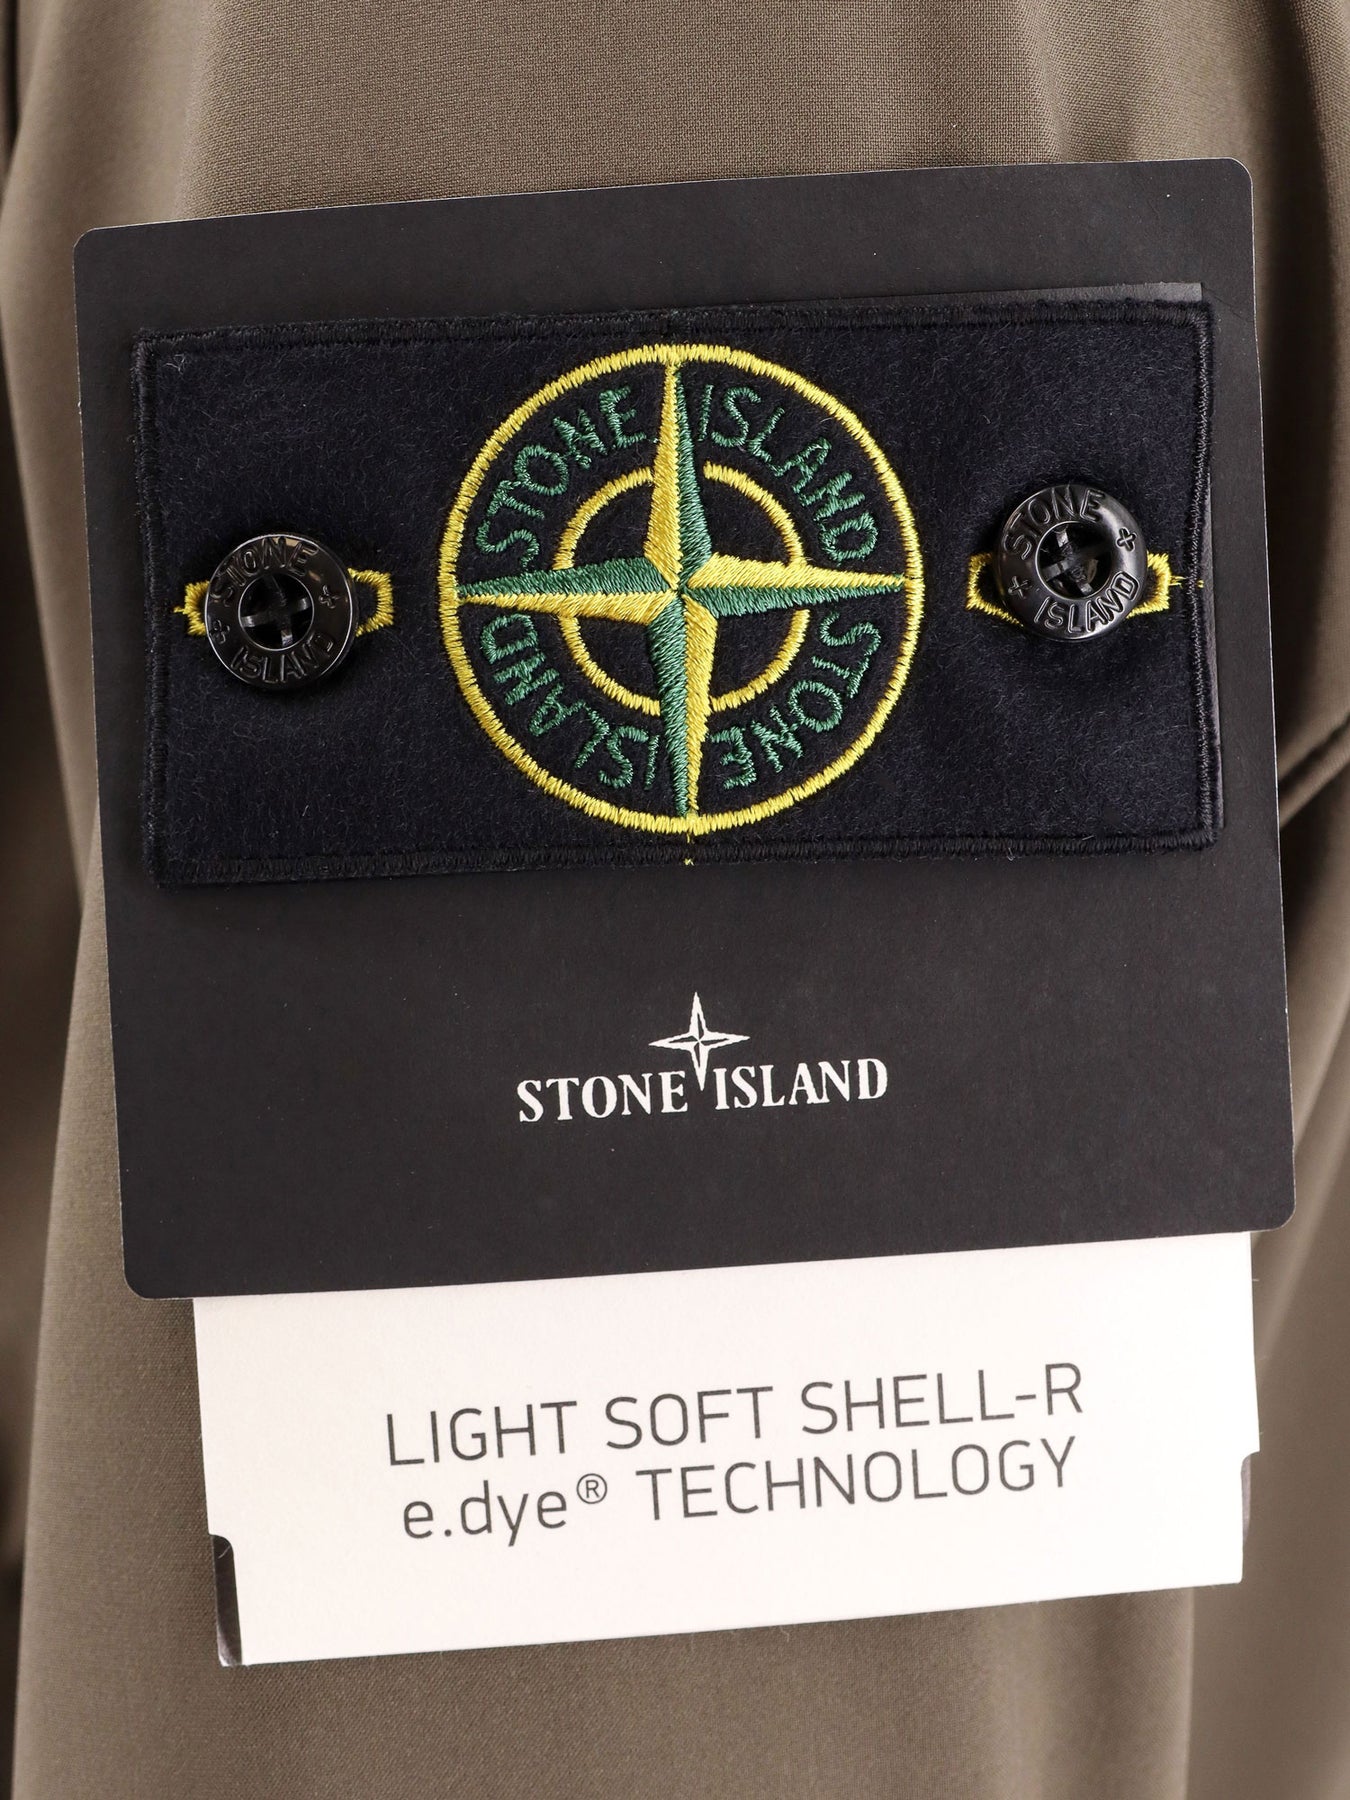 STONE ISLAND
STONE ISLAND
STONE
ISLAND
STONE
ISLAND
STONE ISLAND
LIGHT SOFT SHELL-R
e.dye® TECHNOLOGY